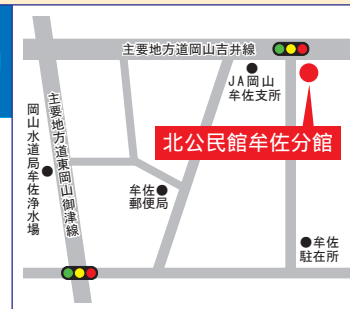 主要地方道岡山吉井線
JA岡山
牟佐支所
北公民館牟佐分館
主要地方道東岡山御津線
岡山水道局牟佐浄水場
牟佐
郵便局
牟佐
駐在所